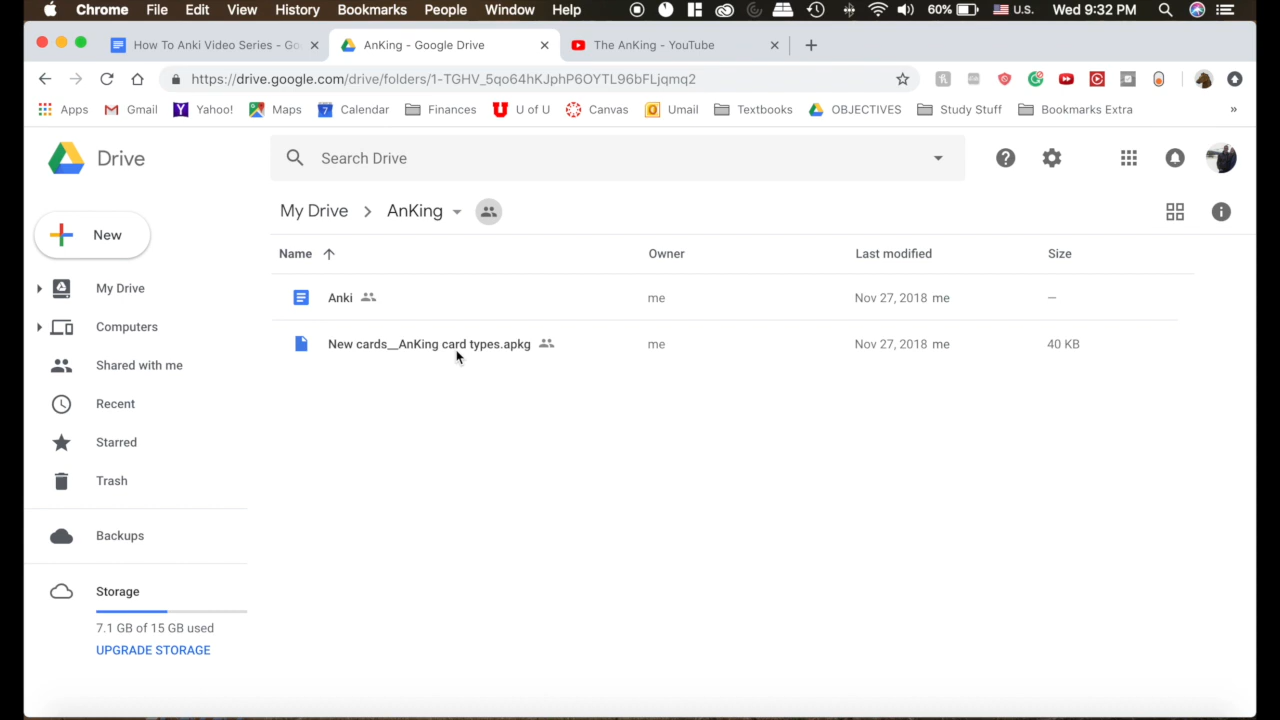 Chrome File Edit View History Bookmarks People Window Help 60% U.S. Wed 9:32 PM
How To Anki Video Series - Go AnKing - Google Drive The AnKing - YouTube
https://drive.google.com/drive/folders/1-TGHV_5qo64hKJphP6OYTL96bFLjqmq2
Apps Gmail Yahoo! Maps 7 Calendar Finances U of U Canvas Umail Textbooks OBJECTIVES Study Stuff Bookmarks Extra »
Drive Search Drive
My Drive > AnKing
New
Name Owner Last modified Size
My Drive
Anki me Nov 27, 2018 me —
Computers
New cards__AnKing card types.apkg me Nov 27, 2018 me 40 KB
Shared with me
Recent
Starred
Trash
Backups
Storage
7.1 GB of 15 GB used
UPGRADE STORAGE